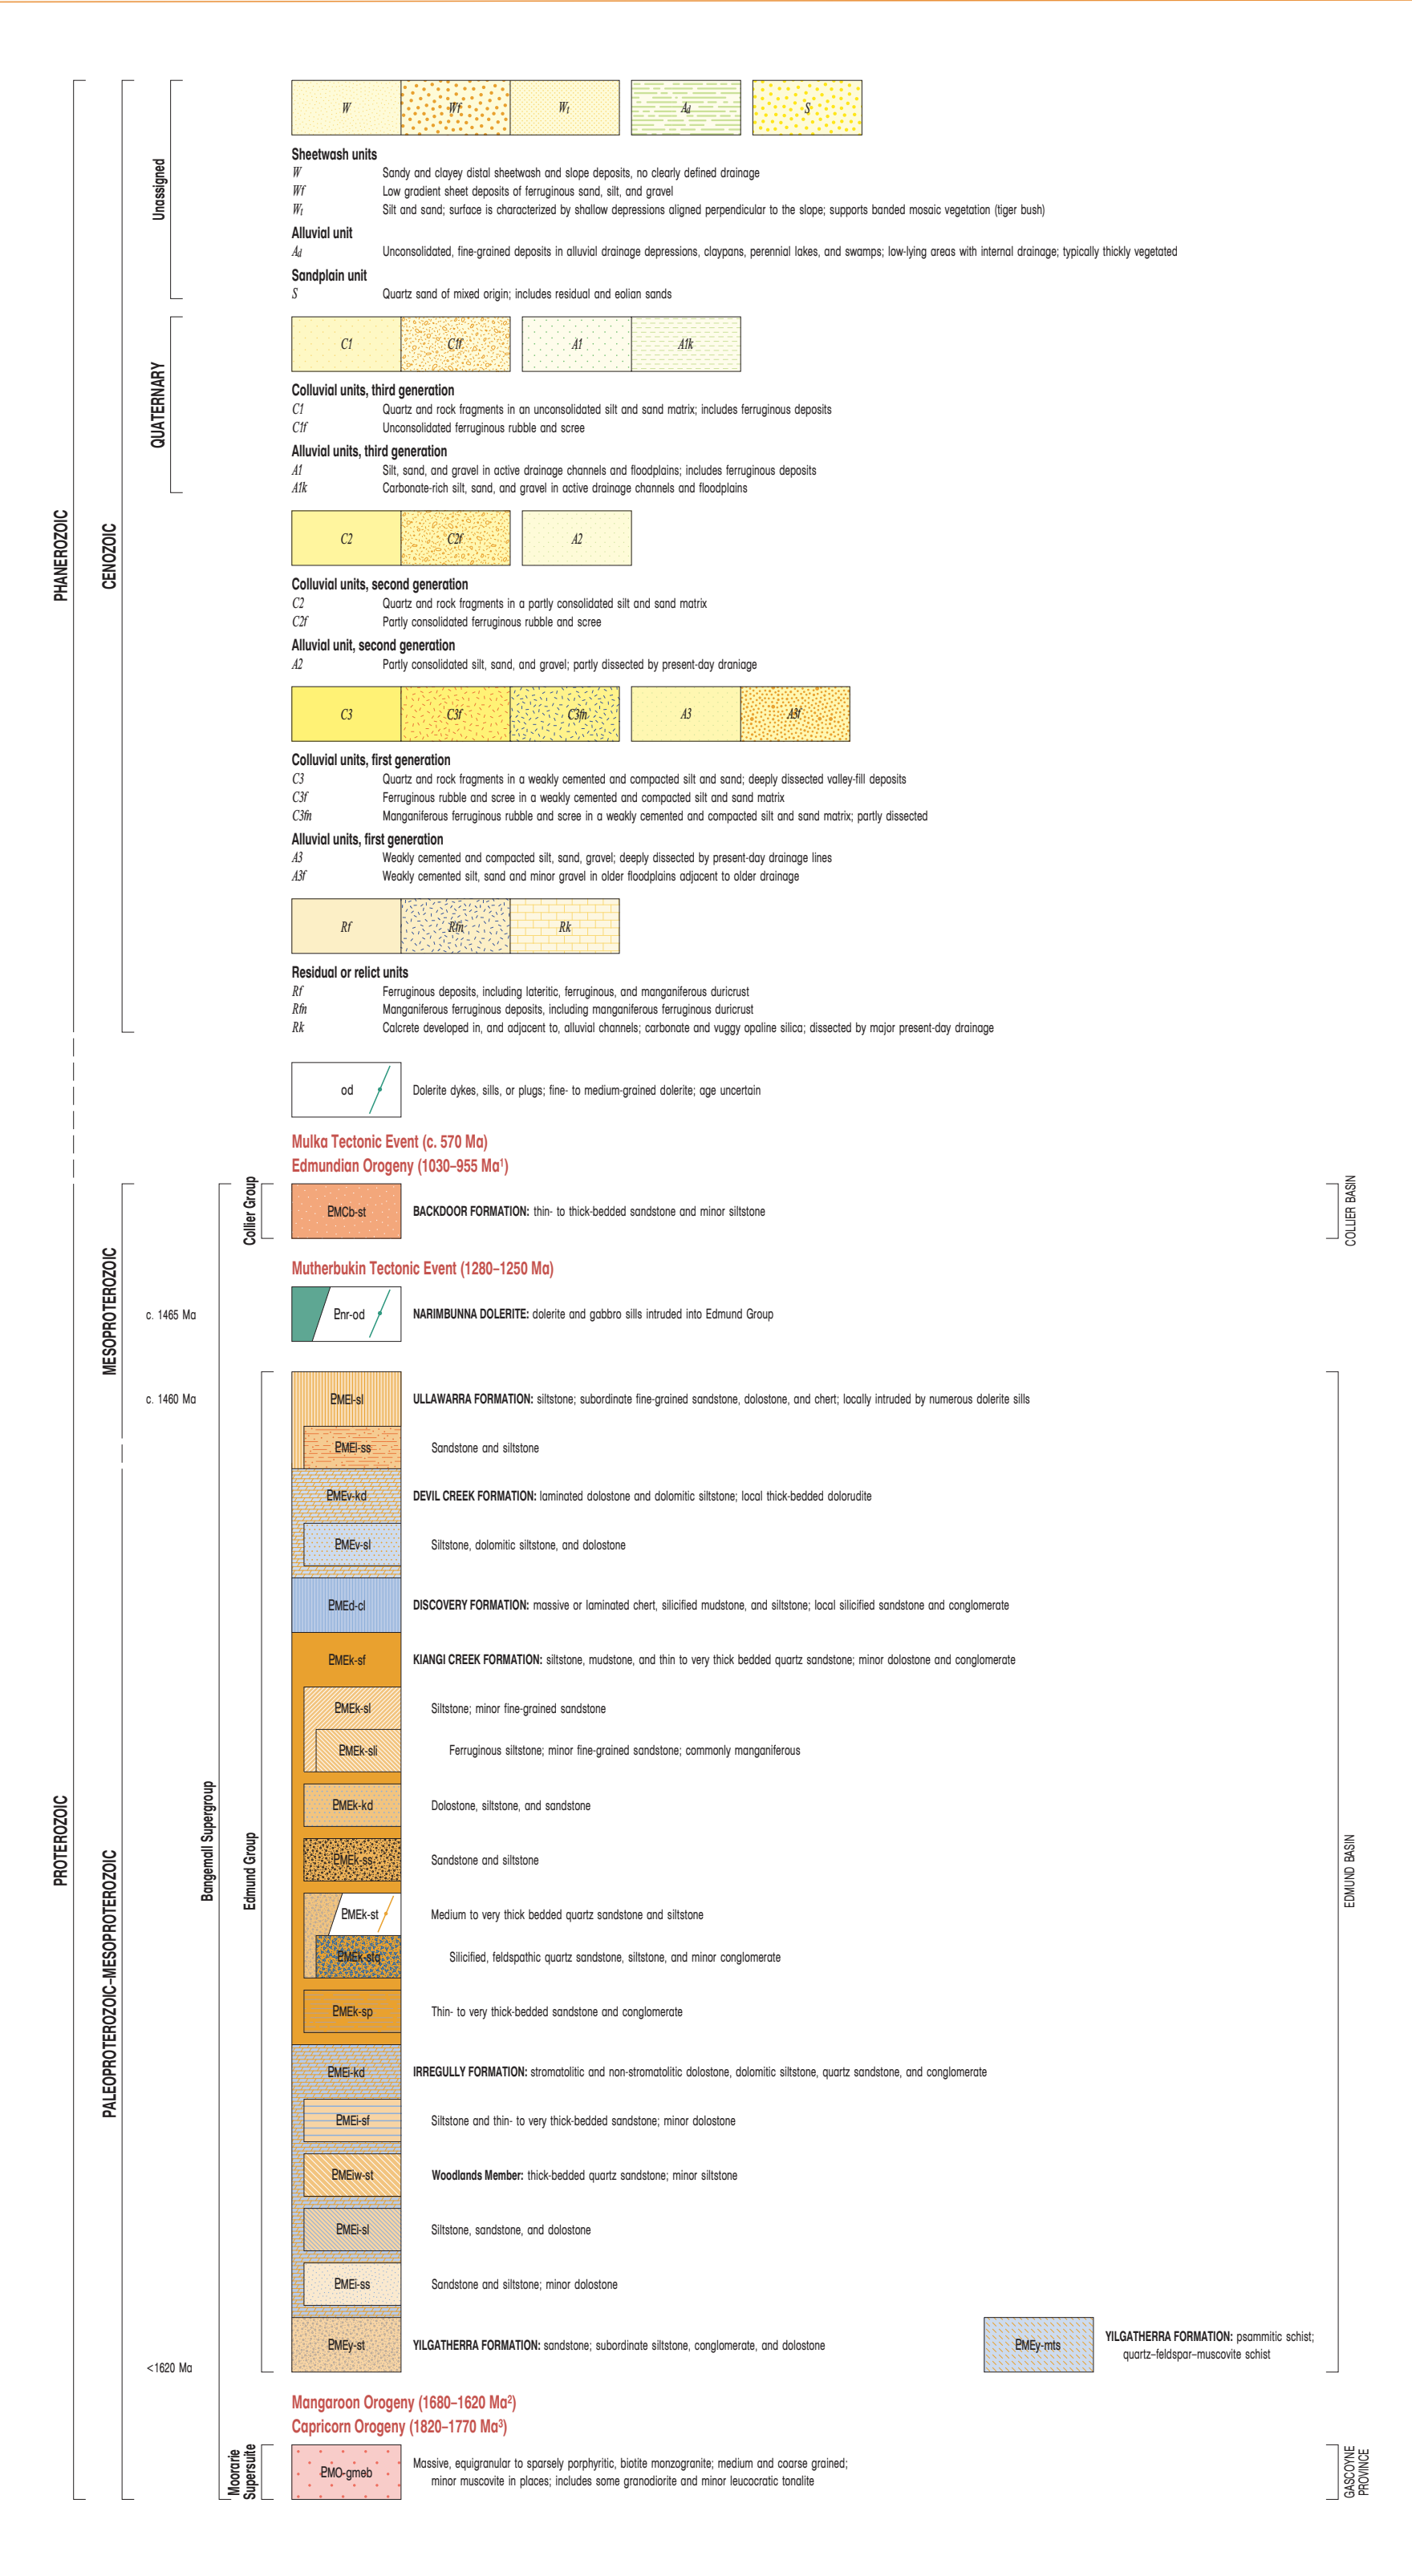 W Wf Wt Ad S
Sheetwash units
W Sandy and clayey distal sheetwash and slope deposits, no clearly defined drainage
Wf Low gradient sheet deposits of ferruginous sand, silt, and gravel
Wt Silt and sand; surface is characterized by shallow depressions aligned perpendicular to the slope; supports banded mosaic vegetation (tiger bush)
Alluvial unit
Ad Unconsolidated, fine-grained deposits in alluvial drainage depressions, claypans, perennial lakes, and swamps; low-lying areas with internal drainage; typically thickly vegetated
Sandplain unit
S Quartz sand of mixed origin; includes residual and eolian sands
Unassigned
C1 C1f A1 A1k
Colluvial units, third generation
C1 Quartz and rock fragments in an unconsolidated silt and sand matrix; includes ferruginous deposits
C1f Unconsolidated ferruginous rubble and scree
Alluvial units, third generation
A1 Silt, sand, and gravel in active drainage channels and floodplains; includes ferruginous deposits
A1k Carbonate-rich silt, sand, and gravel in active drainage channels and floodplains
QUATERNARY
C2 C2f A2
Colluvial units, second generation
C2 Quartz and rock fragments in a partly consolidated silt and sand matrix
C2f Partly consolidated ferruginous rubble and scree
Alluvial unit, second generation
A2 Partly consolidated silt, sand, and gravel; partly dissected by present-day draniage
PHANEROZOIC
CENOZOIC
C3 C3f C3fn A3 A3f
Colluvial units, first generation
C3 Quartz and rock fragments in a weakly cemented and compacted silt and sand; deeply dissected valley-fill deposits
C3f Ferruginous rubble and scree in a weakly cemented and compacted silt and sand matrix
C3fn Manganiferous ferruginous rubble and scree in a weakly cemented and compacted silt and sand matrix; partly dissected
Alluvial units, first generation
A3 Weakly cemented and compacted silt, sand, gravel; deeply dissected by present-day drainage lines
A3f Weakly cemented silt, sand and minor gravel in older floodplains adjacent to older drainage
Rf Rfn Rk
Residual or relict units
Rf Ferruginous deposits, including lateritic, ferruginous, and manganiferous duricrust
Rfn Manganiferous ferruginous deposits, including manganiferous ferruginous duricrust
Rk Calcrete developed in, and adjacent to, alluvial channels; carbonate and vuggy opaline silica; dissected by major present-day drainage
od Dolerite dykes, sills, or plugs; fine- to medium-grained dolerite; age uncertain
Mulka Tectonic Event (c. 570 Ma)
Edmundian Orogeny (1030–955 Ma¹)
Collier Group
PMCb-st BACKDOOR FORMATION: thin- to thick-bedded sandstone and minor siltstone
COLLIER BASIN
Mutherbukin Tectonic Event (1280–1250 Ma)
MESOPROTEROZOIC
c. 1465 Ma Pnr-od NARIMBUNNA DOLERITE: dolerite and gabbro sills intruded into Edmund Group
c. 1460 Ma PMEl-sl ULLAWARRA FORMATION: siltstone; subordinate fine-grained sandstone, dolostone, and chert; locally intruded by numerous dolerite sills
PMEl-ss Sandstone and siltstone
PMEv-kd DEVIL CREEK FORMATION: laminated dolostone and dolomitic siltstone; local thick-bedded dolorudite
PMEv-sl Siltstone, dolomitic siltstone, and dolostone
PMEd-cl DISCOVERY FORMATION: massive or laminated chert, silicified mudstone, and siltstone; local silicified sandstone and conglomerate
PMEk-sf KIANGI CREEK FORMATION: siltstone, mudstone, and thin to very thick bedded quartz sandstone; minor dolostone and conglomerate
PMEk-sl Siltstone; minor fine-grained sandstone
PMEk-sli Ferruginous siltstone; minor fine-grained sandstone; commonly manganiferous
PMEk-kd Dolostone, siltstone, and sandstone
PMEk-ss Sandstone and siltstone
PROTEROZOIC
PALEOPROTEROZOIC–MESOPROTEROZOIC
Bangemall Supergroup
Edmund Group
EDMUND BASIN
PMEk-st Medium to very thick bedded quartz sandstone and siltstone
PMEk-stq Silicified, feldspathic quartz sandstone, siltstone, and minor conglomerate
PMEk-sp Thin- to very thick-bedded sandstone and conglomerate
PMEi-kd IRREGULLY FORMATION: stromatolitic and non-stromatolitic dolostone, dolomitic siltstone, quartz sandstone, and conglomerate
PMEi-sf Siltstone and thin- to very thick-bedded sandstone; minor dolostone
PMEiw-st Woodlands Member: thick-bedded quartz sandstone; minor siltstone
PMEi-sl Siltstone, sandstone, and dolostone
PMEi-ss Sandstone and siltstone; minor dolostone
PMEy-st YILGATHERRA FORMATION: sandstone; subordinate siltstone, conglomerate, and dolostone
PMEy-mts YILGATHERRA FORMATION: psammitic schist;
quartz–feldspar–muscovite schist
<1620 Ma
Mangaroon Orogeny (1680–1620 Ma²)
Capricorn Orogeny (1820–1770 Ma³)
Moorarie
Supersuite
PMO-gmeb Massive, equigranular to sparsely porphyritic, biotite monzogranite; medium and coarse grained;
minor muscovite in places; includes some granodiorite and minor leucocratic tonalite
GASCOYNE
PROVINCE